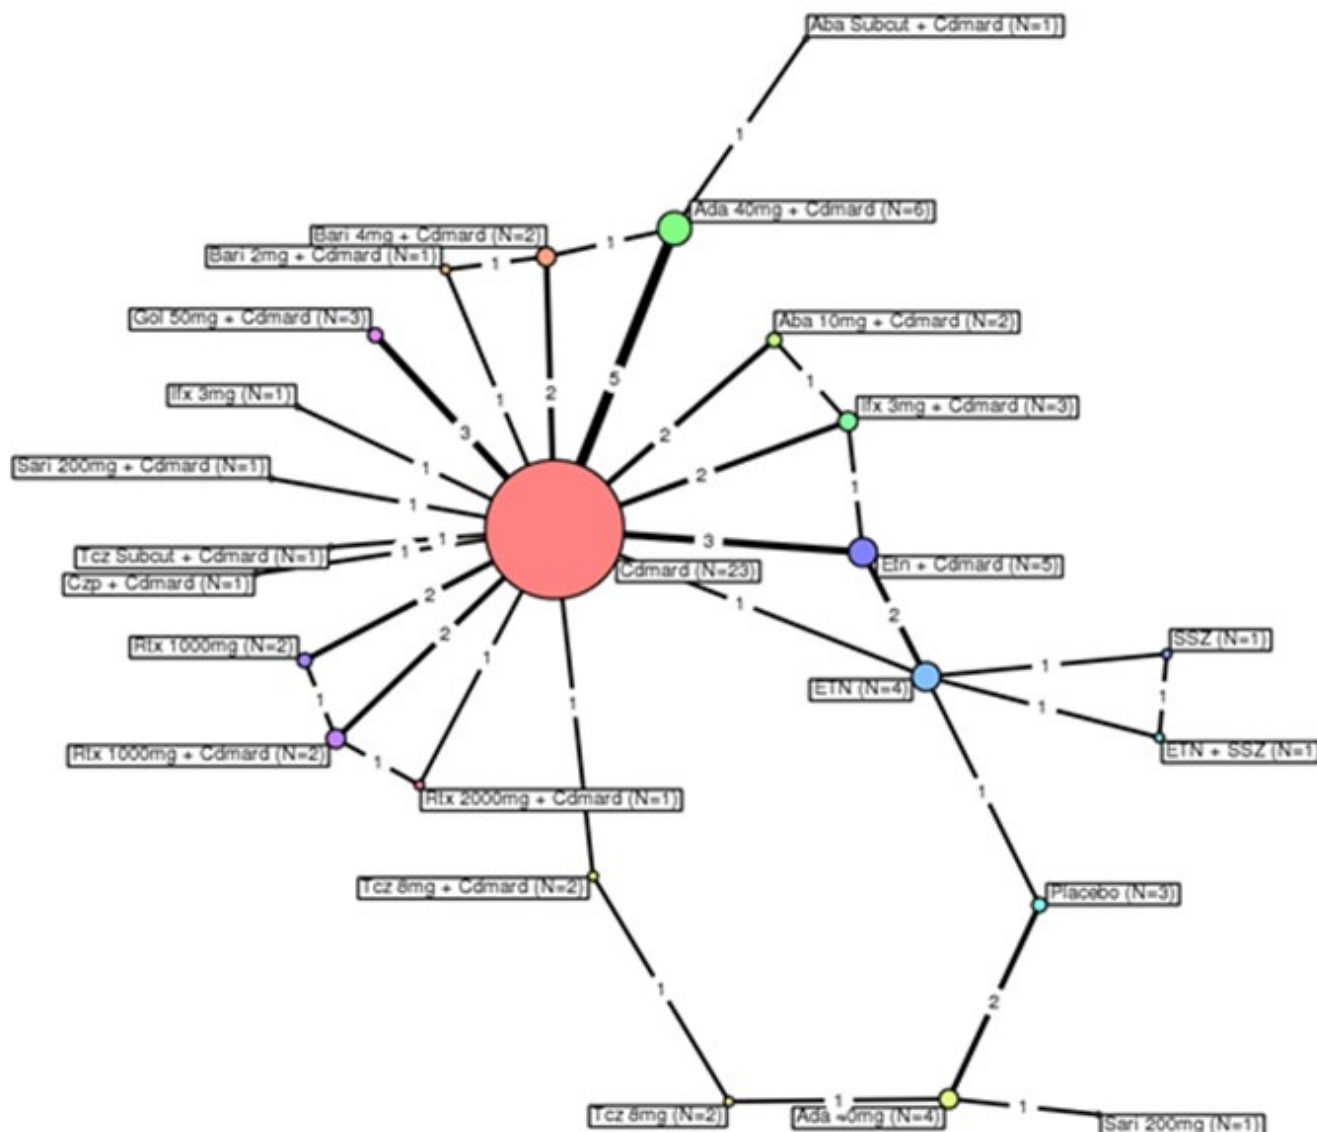 Aba Subcut + Cdmard (N=1)
1
Ada 40mg + Cdmard (N=6)
Bari 4mg + Cdmard (N=2)
1
Bari 2mg + Cdmard (N=1)
1
Gol 50mg + Cdmard (N=3)
Aba 10mg + Cdmard (N=2)
5
1
2
1
Ifx 3mg (N=1)
1
Ifx 3mg + Cdmard (N=3)
3
2
Sari 200mg + Cdmard (N=1)
1
2
1
1
Tcz Subcut + Cdmard (N=1)
1
1
3
Czp + Cdmard (N=1)
Cdmard (N=23)
Etn + Cdmard (N=5)
2
1
2
Rtx 1000mg (N=2)
2
SSZ (N=1)
1
1
ETN (N=4)
1
1
1
1
Rtx 1000mg + Cdmard (N=2)
ETN + SSZ (N=1
1
Rtx 2000mg + Cdmard (N=1)
1
Tcz 8mg + Cdmard (N=2)
Placebo (N=3)
1
2
Tcz 8mg (N=2)
1
Ada 40mg (N=4)
1
Sari 200mg (N=1)